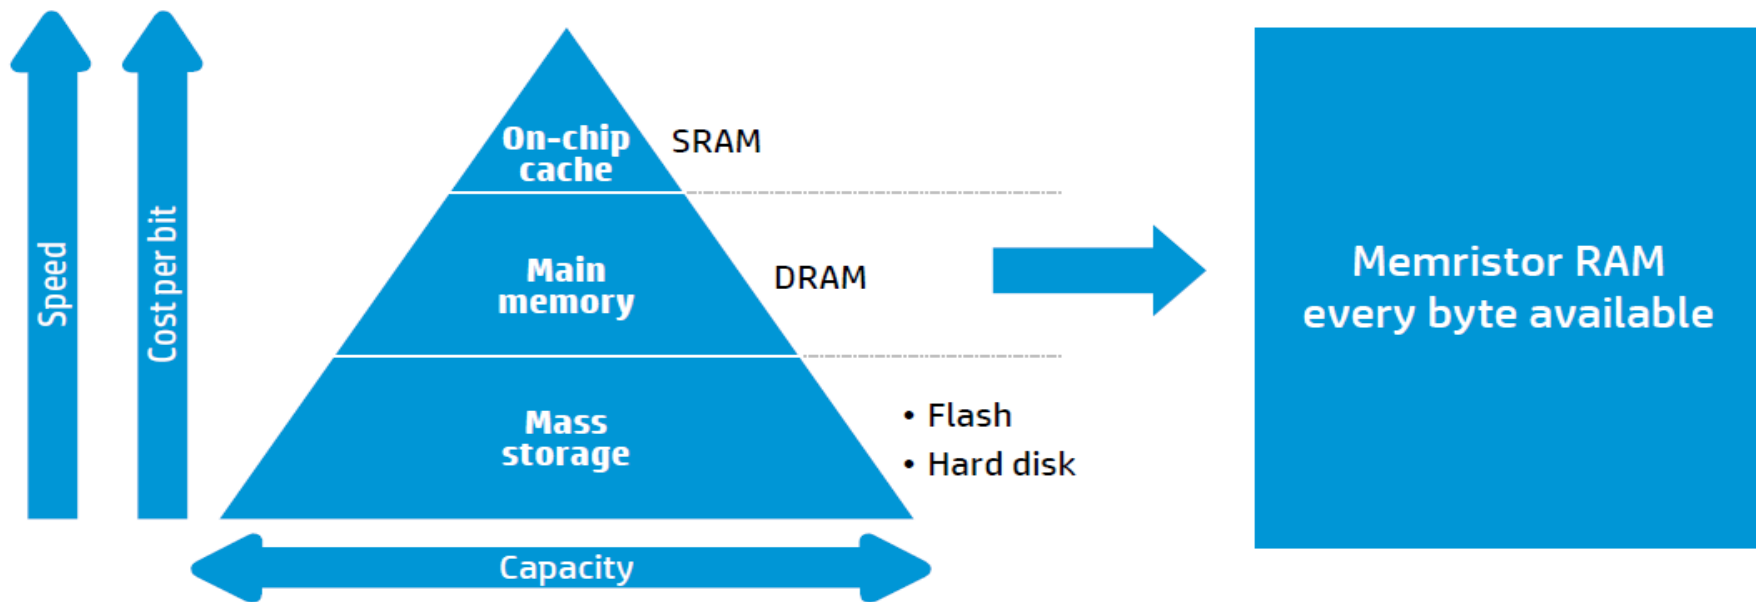 Speed
Cost per bit
On-chip
cache
SRAM
Main
memory
DRAM
Mass
storage
• Flash
• Hard disk
Capacity
Memristor RAM
every byte available